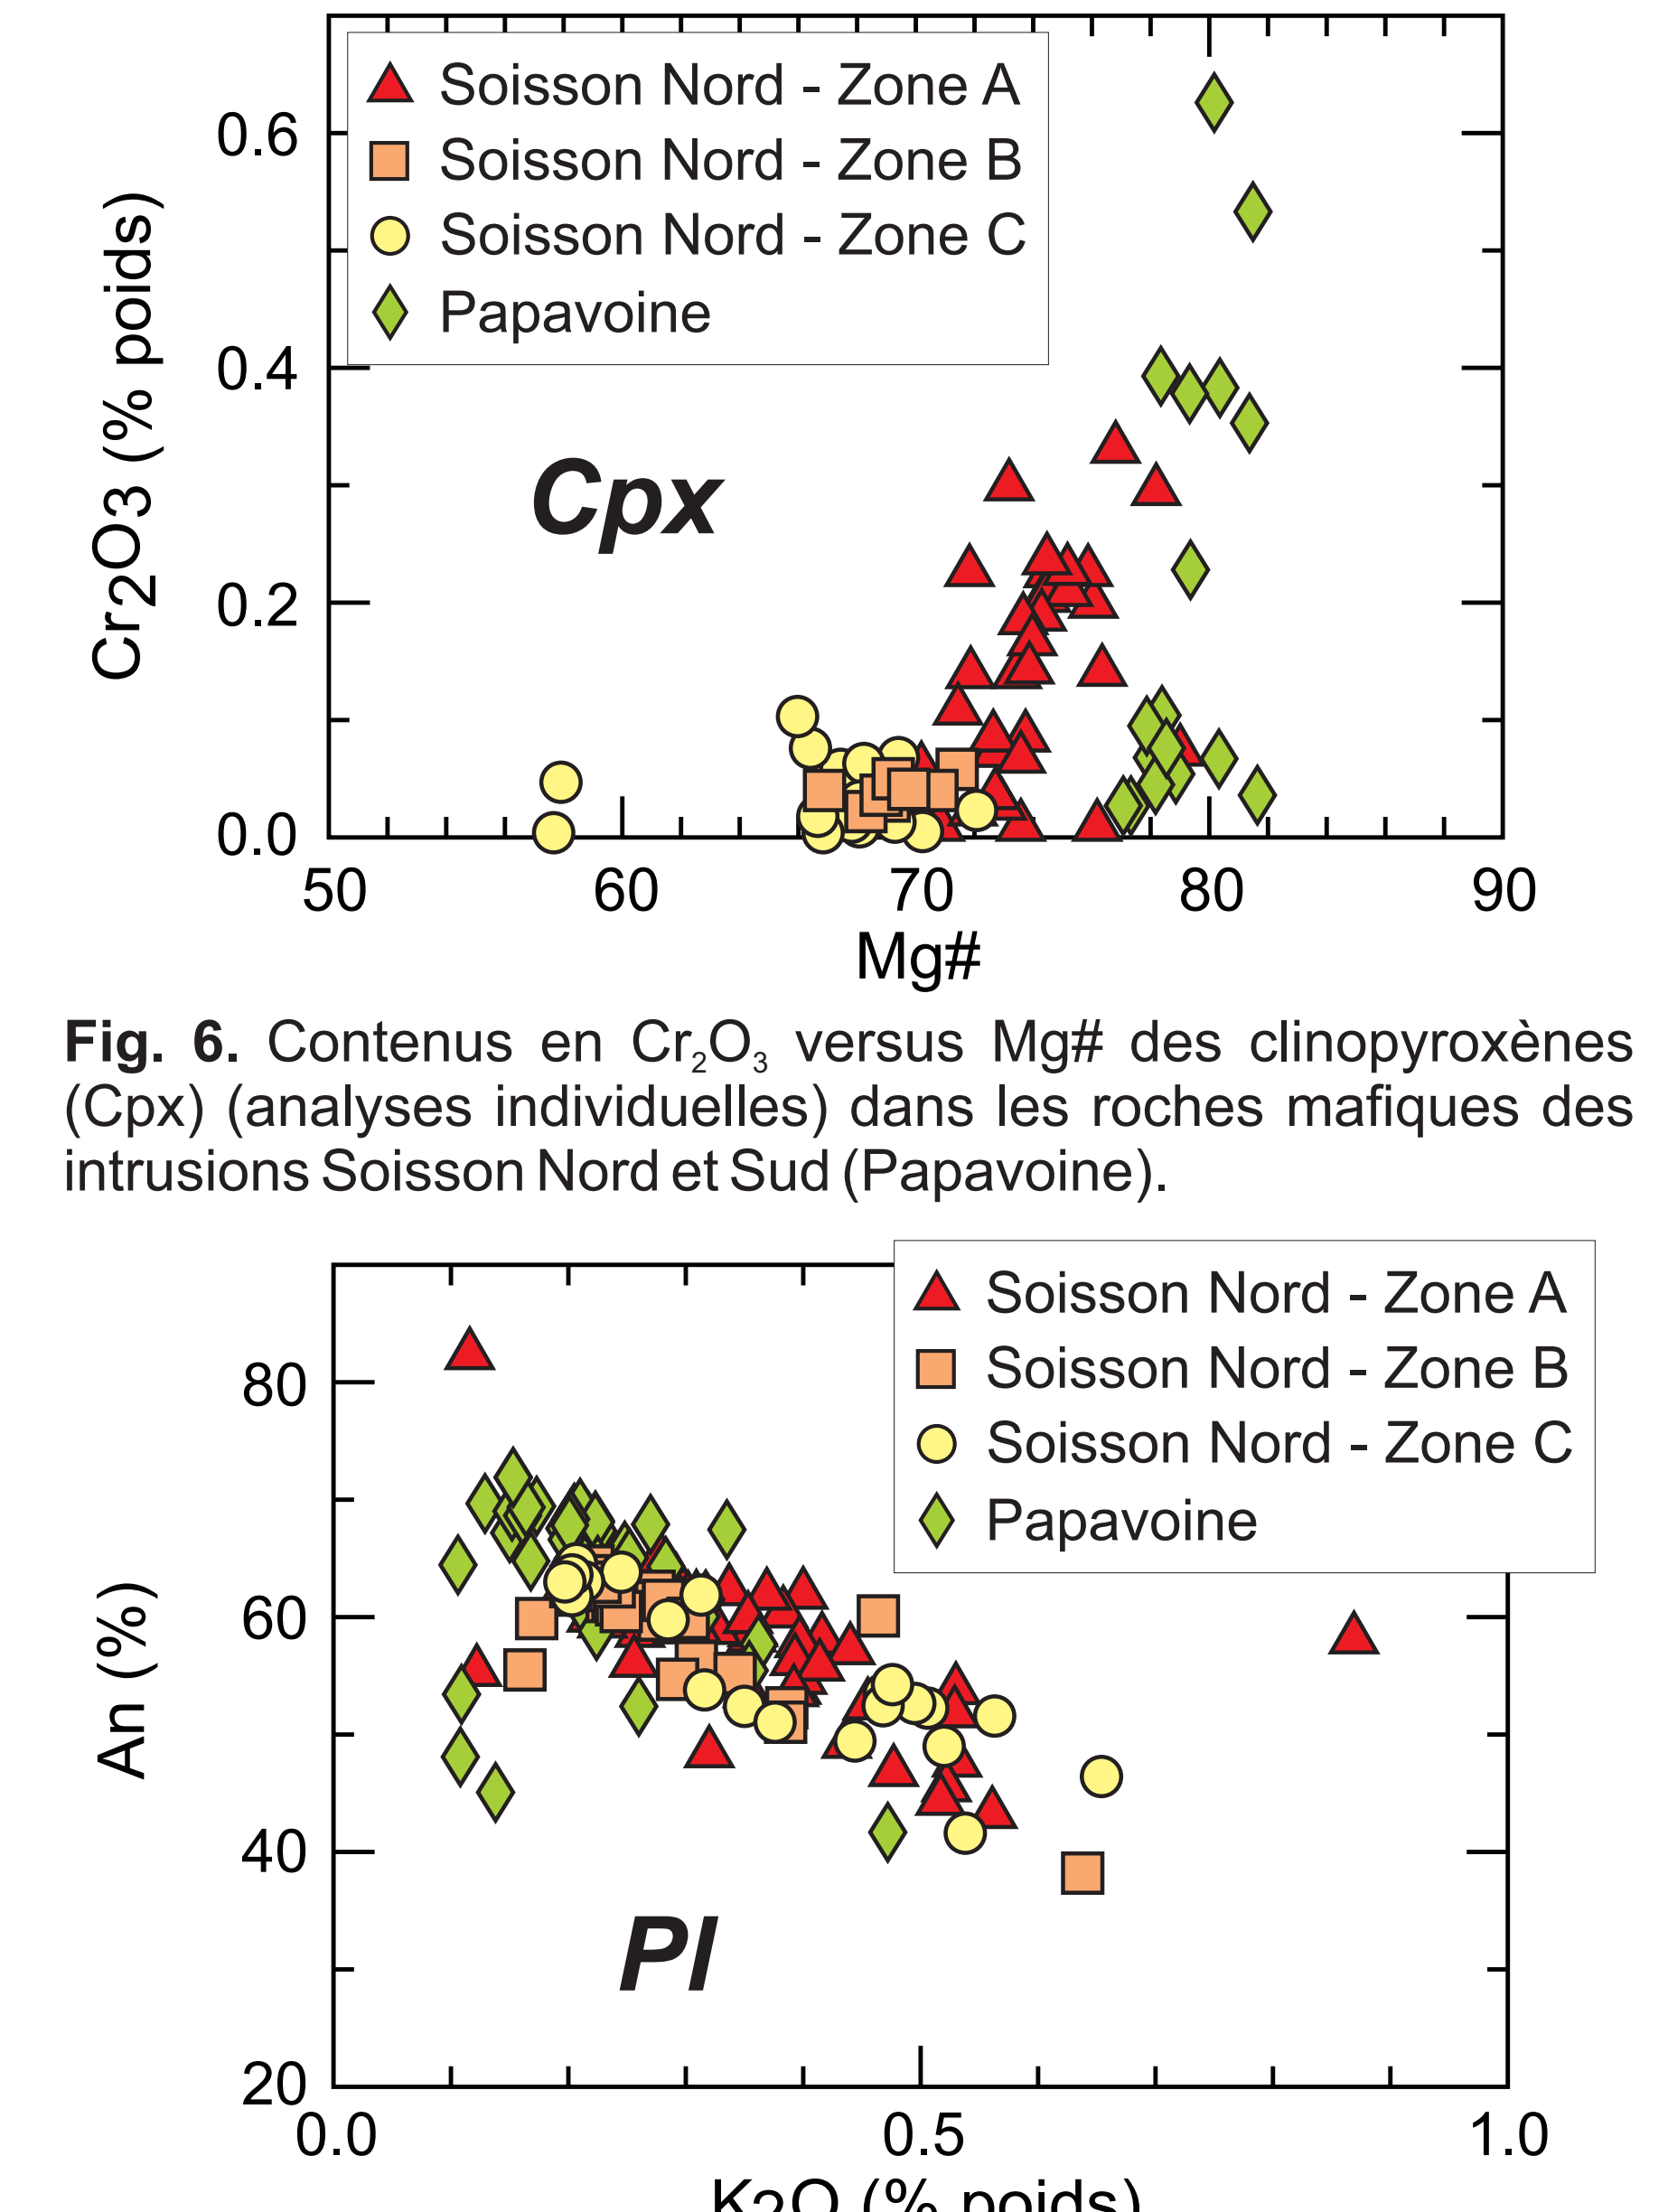 Soisson Nord - Zone A
Soisson Nord - Zone B
Soisson Nord - Zone C
Papavoine
Cr2O3 (% poids)
0.6
0.4
0.2
0.0
Cpx
50 60 70 80 90
Mg#
Fig. 6. Contenus en Cr₂O₃ versus Mg# des clinopyroxènes
(Cpx) (analyses individuelles) dans les roches mafiques des
intrusions Soisson Nord et Sud (Papavoine).
Soisson Nord - Zone A
Soisson Nord - Zone B
Soisson Nord - Zone C
Papavoine
An (%)
80
60
40
20
Pl
0.0 0.5 1.0
K2O (% poids)